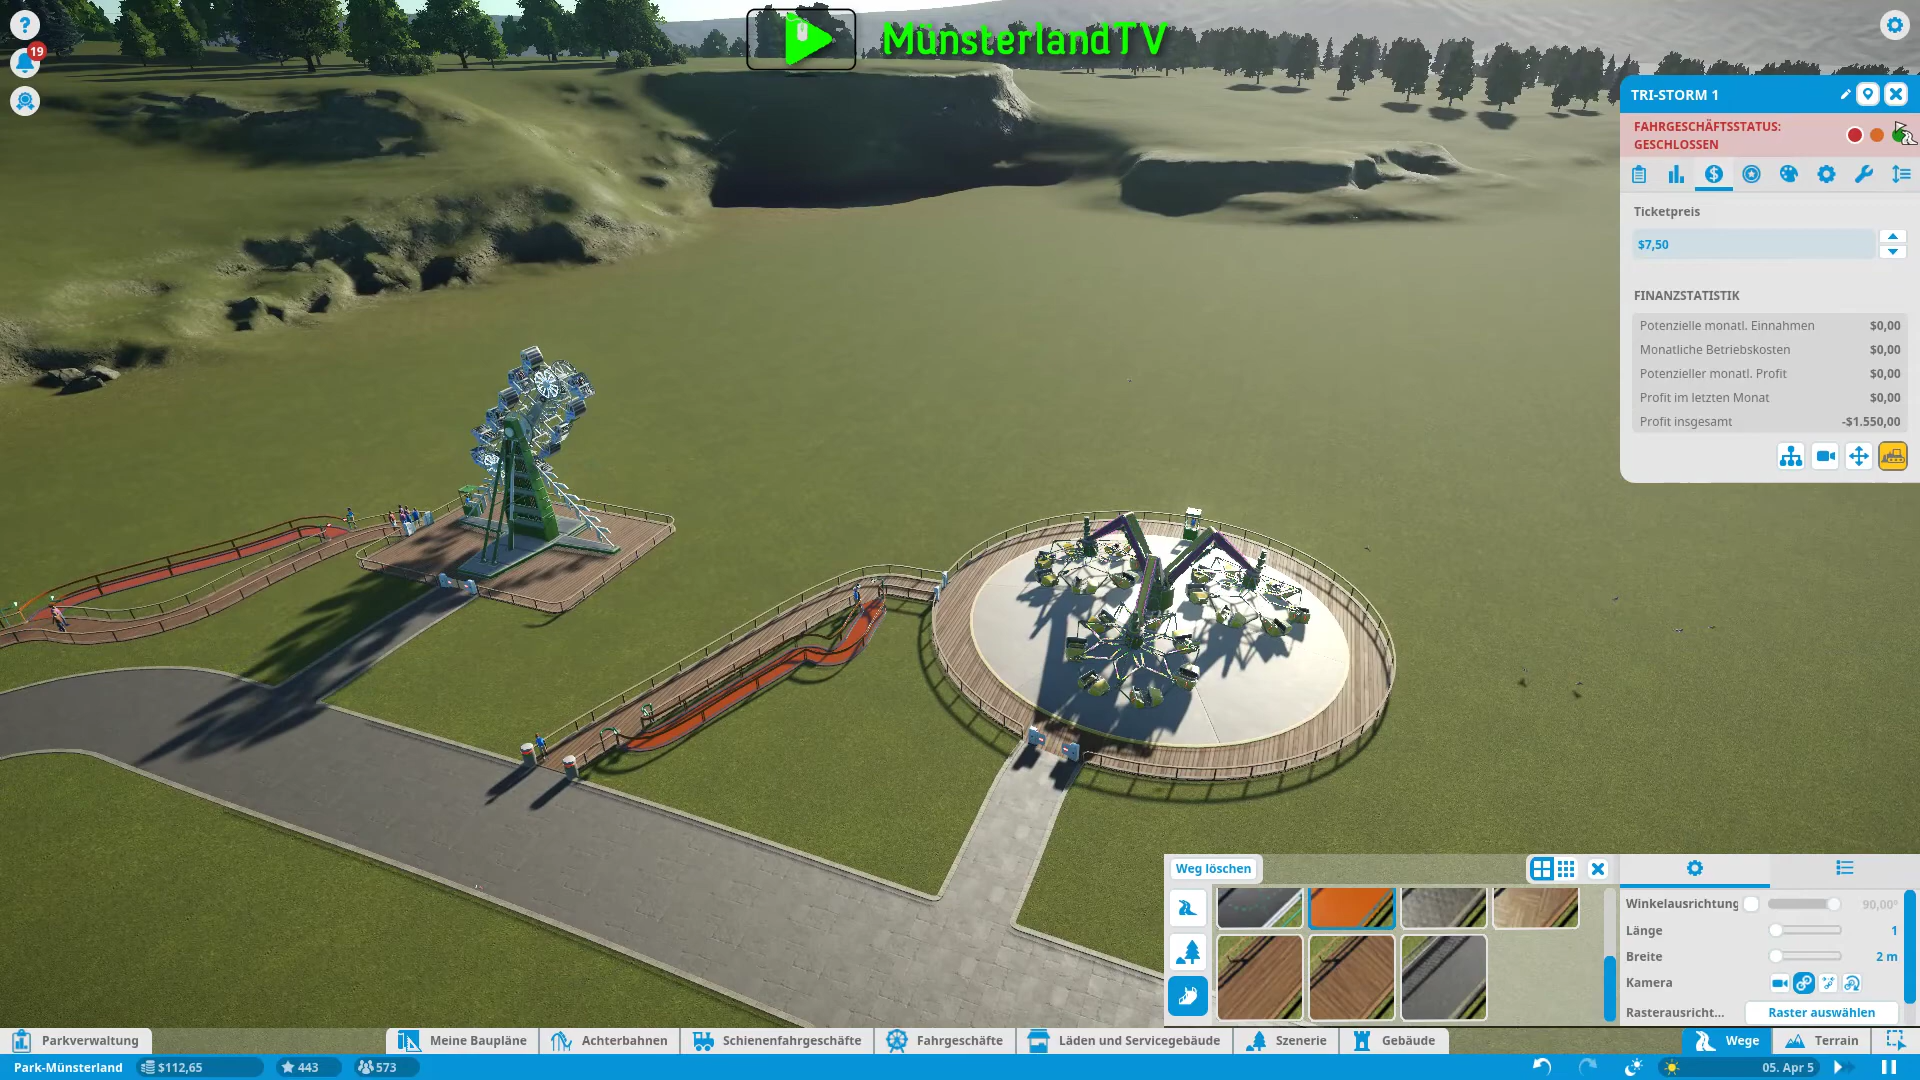 MünsterlandTV
?
19
TRI-STORM 1
FAHRGESCHÄFTSSTATUS:
GESCHLOSSEN
Ticketpreis
$7,50
FINANZSTATISTIK
Potenzielle monatl. Einnahmen $0,00
Monatliche Betriebskosten $0,00
Potenzieller monatl. Profit $0,00
Profit im letzten Monat $0,00
Profit insgesamt -$1.550,00
Weg löschen
Winkelausrichtung 90,00°
Länge 1
Breite 2 m
Kamera
Rasterausricht... Raster auswählen
Parkverwaltung Meine Baupläne Achterbahnen Schienenfahrgeschäfte Fahrgeschäfte Läden und Servicegebäude Szenerie Gebäude Wege Terrain
Park-Münsterland $112,65 443 573 05. Apr 5